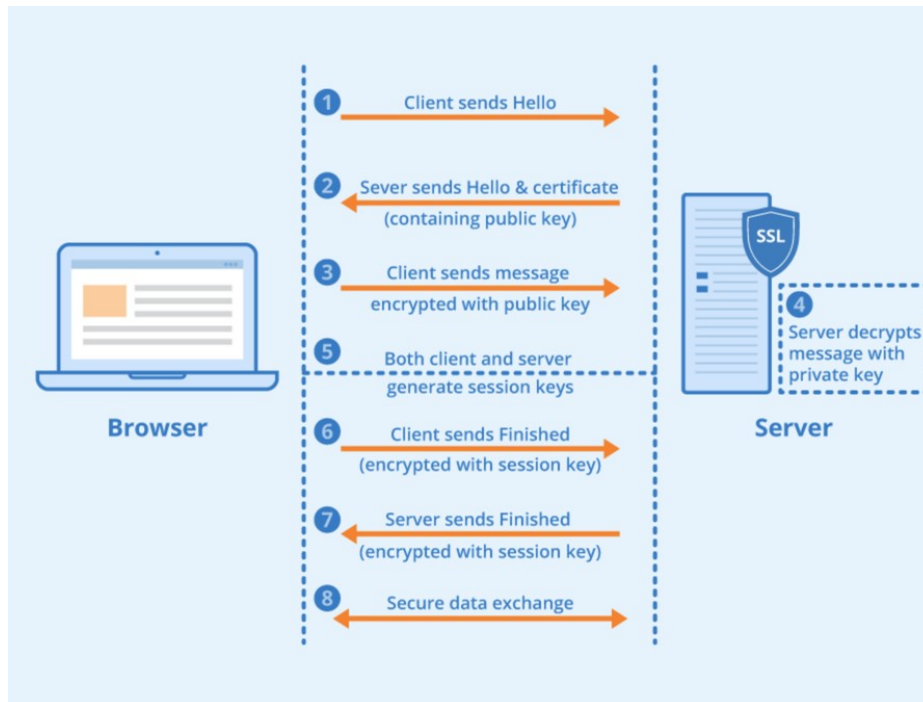 1 Client sends Hello
2 Sever sends Hello & certificate
(containing public key)
3 Client sends message
encrypted with public key
SSL
4
Server decrypts
message with
private key
5 Both client and server
generate session keys
Browser
Server
6 Client sends Finished
(encrypted with session key)
7 Server sends Finished
(encrypted with session key)
8 Secure data exchange